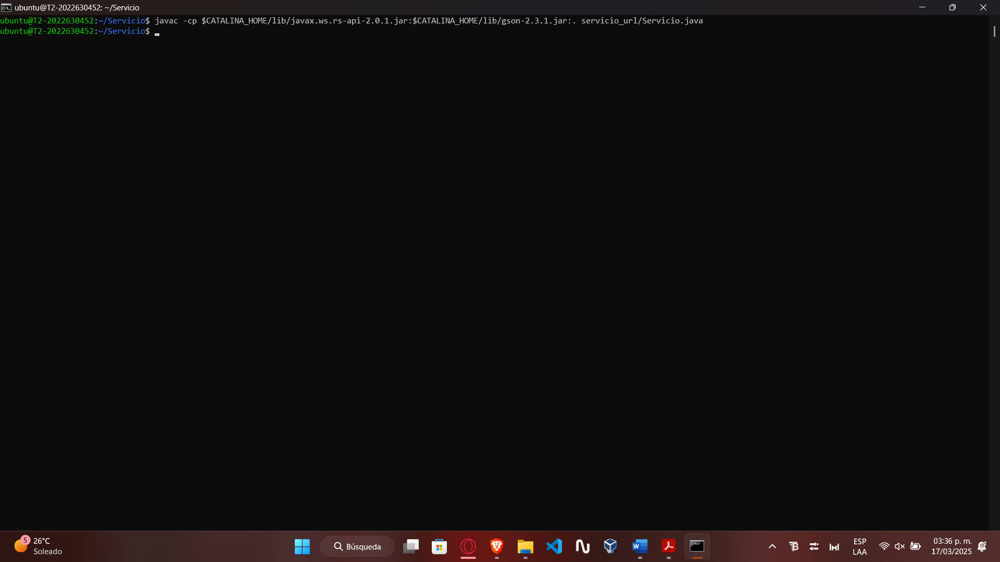 ubuntu@T2-2022630452: ~/Servicio
ubuntu@T2-2022630452:~/Servicio$ javac -cp $CATALINA_HOME/lib/javax.ws.rs-api-2.0.1.jar:$CATALINA_HOME/lib/gson-2.3.1.jar:. servicio_url/Servicio.java
ubuntu@T2-2022630452:~/Servicio$
5
26°C
Soleado
Búsqueda
ESP
LAA
03:36 p. m.
17/03/2025